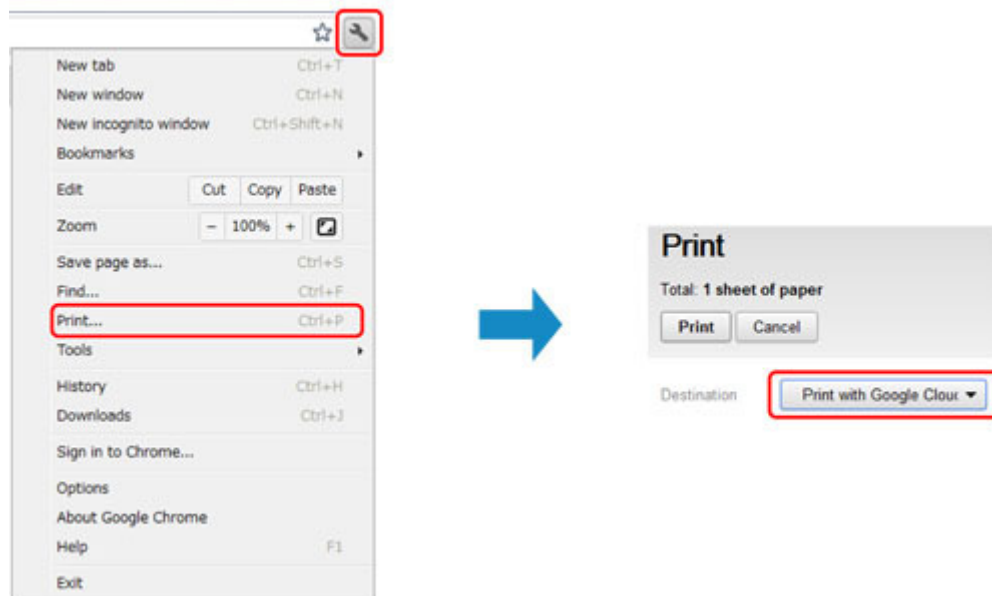 New tab Ctrl+T
New window Ctrl+N
New incognito window Ctrl+Shift+N
Bookmarks
Edit Cut Copy Paste
Zoom - 100% +
Save page as... Ctrl+S
Find... Ctrl+F
Print... Ctrl+P
Tools
History Ctrl+H
Downloads Ctrl+J
Sign in to Chrome...
Options
About Google Chrome
Help F1
Exit
Print
Total: 1 sheet of paper
Print Cancel
Destination Print with Google Clou